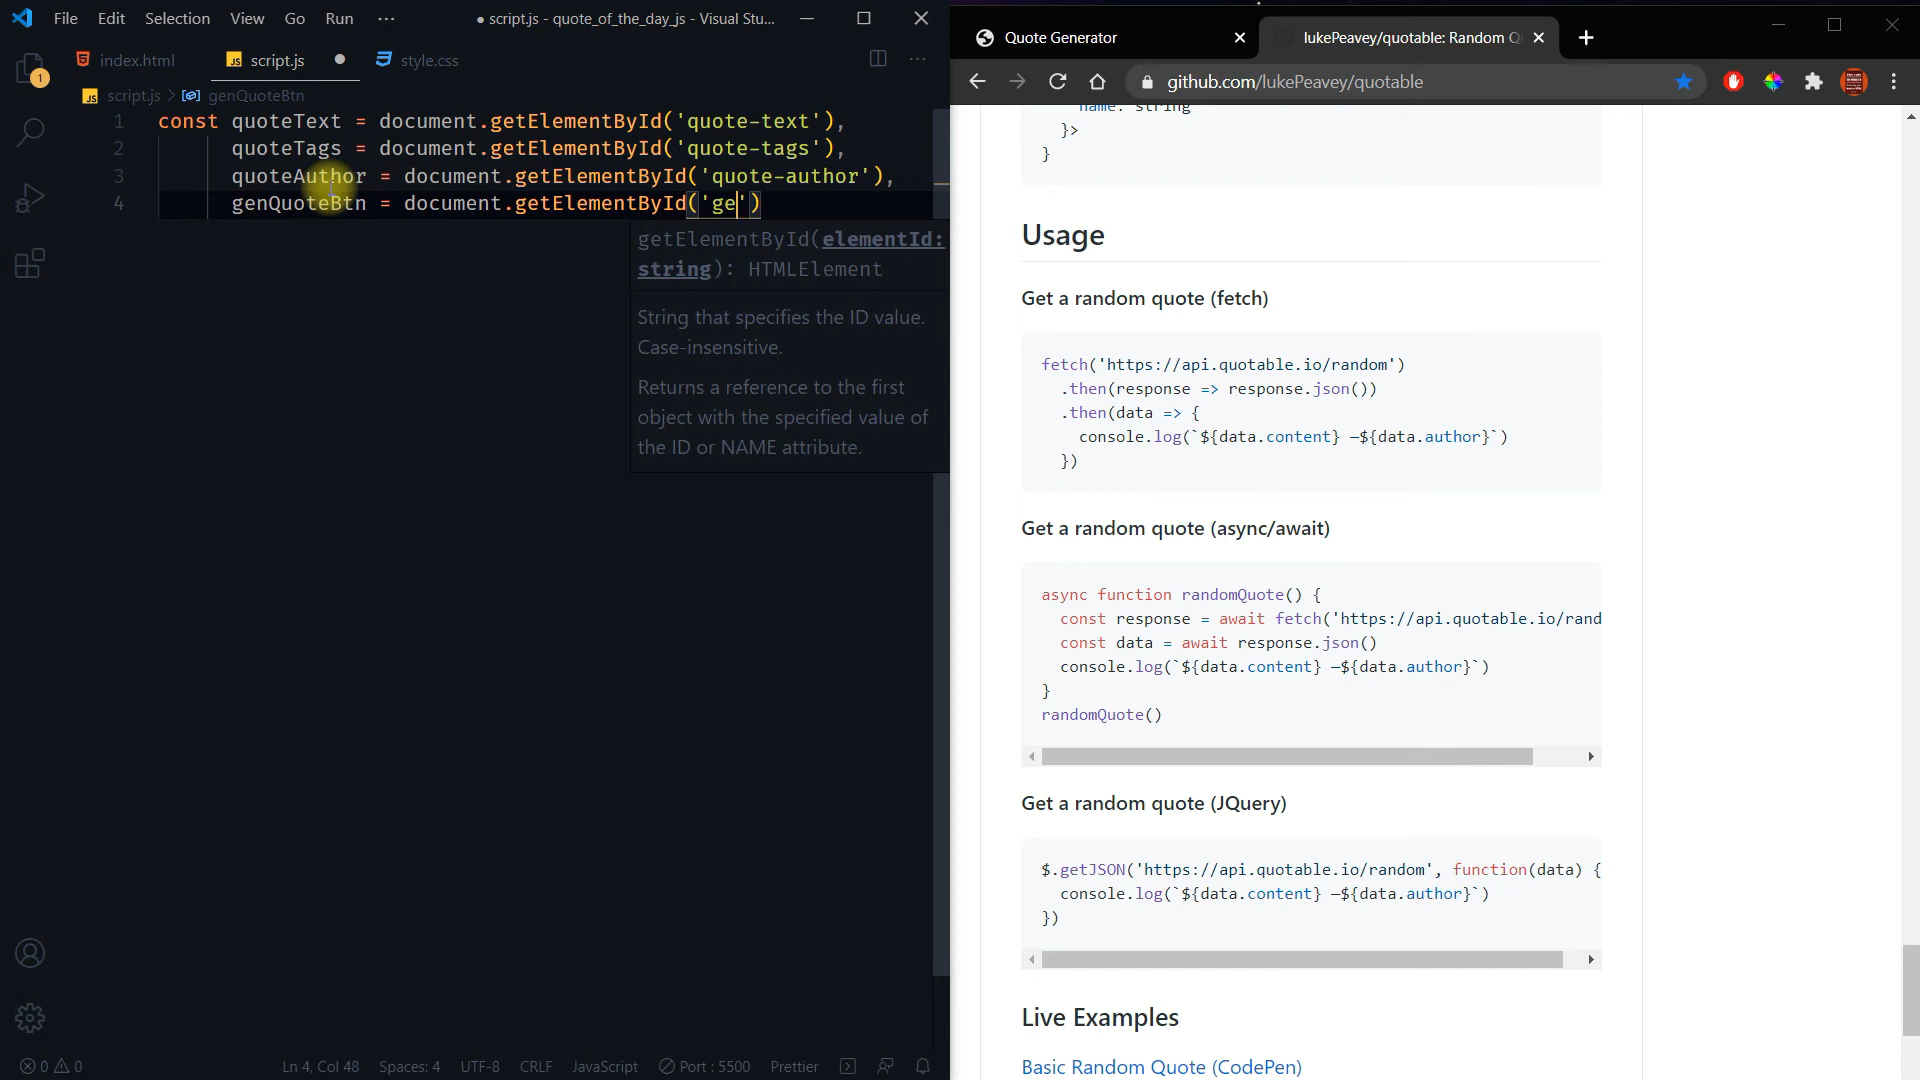 File Edit Selection View Go Run ··· ● script.js - quote_of_the_day_js - Visual Stu...
index.html JS script.js ● style.css ···
JS script.js > genQuoteBtn
1
1 const quoteText = document.getElementById('quote-text'),
2 quoteTags = document.getElementById('quote-tags'),
3 quoteAuthor = document.getElementById('quote-author'),
4 genQuoteBtn = document.getElementById('ge')
getElementById(elementId:
string): HTMLElement
String that specifies the ID value.
Case-insensitive.
Returns a reference to the first
object with the specified value of
the ID or NAME attribute.
0 0 Ln 4, Col 48 Spaces: 4 UTF-8 CRLF JavaScript Port : 5500 Prettier
Quote Generator lukePeavey/quotable: Random Q
github.com/lukePeavey/quotable
name: string
}>
}
Usage
Get a random quote (fetch)
fetch('https://api.quotable.io/random')
.then(response => response.json())
.then(data => {
console.log(`${data.content} —${data.author}`)
})
Get a random quote (async/await)
async function randomQuote() {
const response = await fetch('https://api.quotable.io/rand
const data = await response.json()
console.log(`${data.content} —${data.author}`)
}
randomQuote()
Get a random quote (JQuery)
$.getJSON('https://api.quotable.io/random', function(data) {
console.log(`${data.content} —${data.author}`)
})
Live Examples
Basic Random Quote (CodePen)